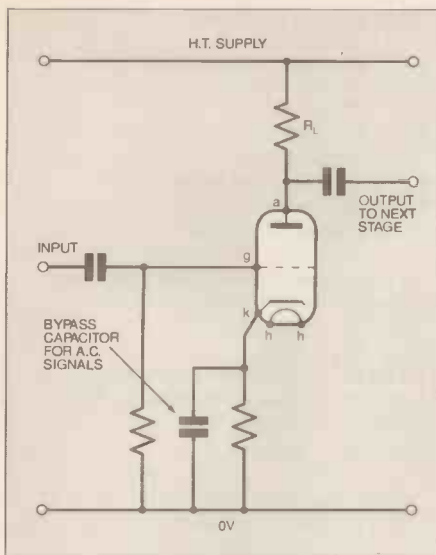 H.T. SUPPLY
R_L
a
OUTPUT
TO NEXT
STAGE
INPUT
g
k
h h
BYPASS
CAPACITOR
FOR A.C.
SIGNALS
0V